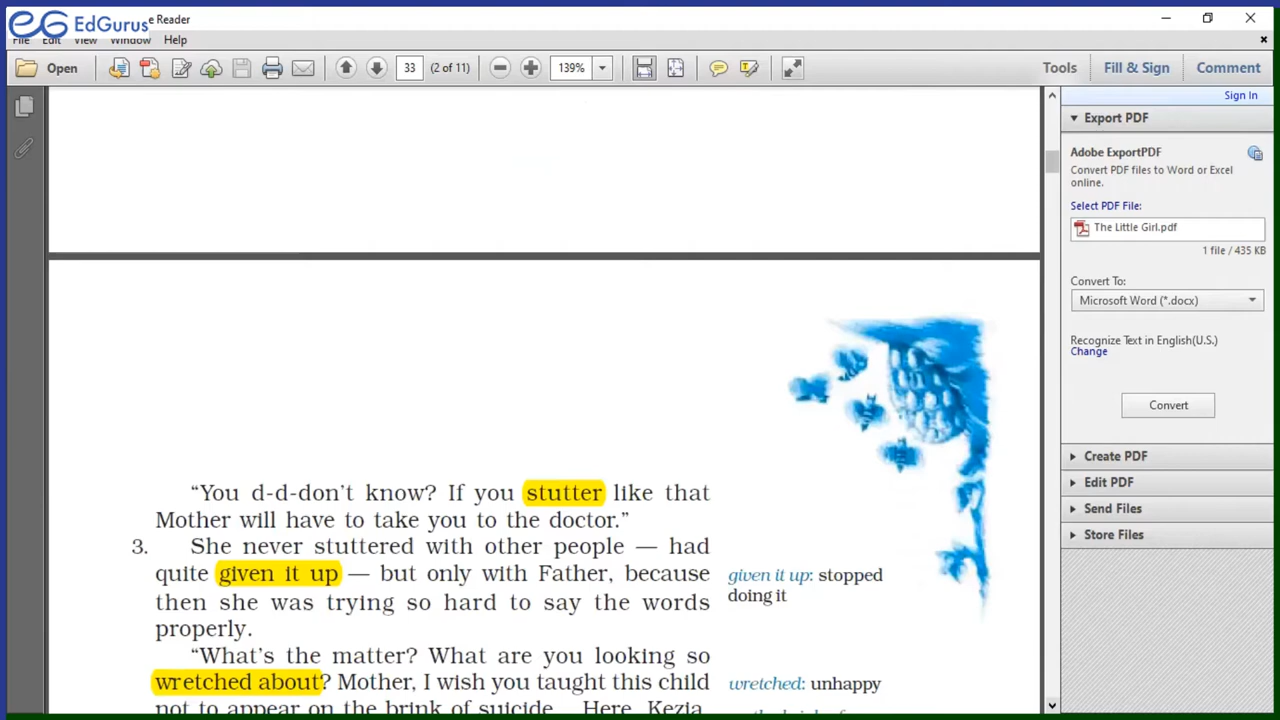 EdGurus
e Reader
File Edit View Window Help
Open
33
(2 of 11)
139%
Tools
Fill & Sign
Comment
Sign In
Export PDF
Adobe ExportPDF
Convert PDF files to Word or Excel
online.
Select PDF File:
The Little Girl.pdf
1 file / 435 KB
Convert To:
Microsoft Word (*.docx)
Recognize Text in English(U.S.)
Change
Convert
Create PDF
Edit PDF
Send Files
Store Files
“You d-d-don’t know? If you stutter like that
Mother will have to take you to the doctor.”
3. She never stuttered with other people — had
quite given it up — but only with Father, because
then she was trying so hard to say the words
properly.
given it up: stopped
doing it
“What’s the matter? What are you looking so
wretched about? Mother, I wish you taught this child
not to appear on the brink of suicide... Here, Kezia,
wretched: unhappy